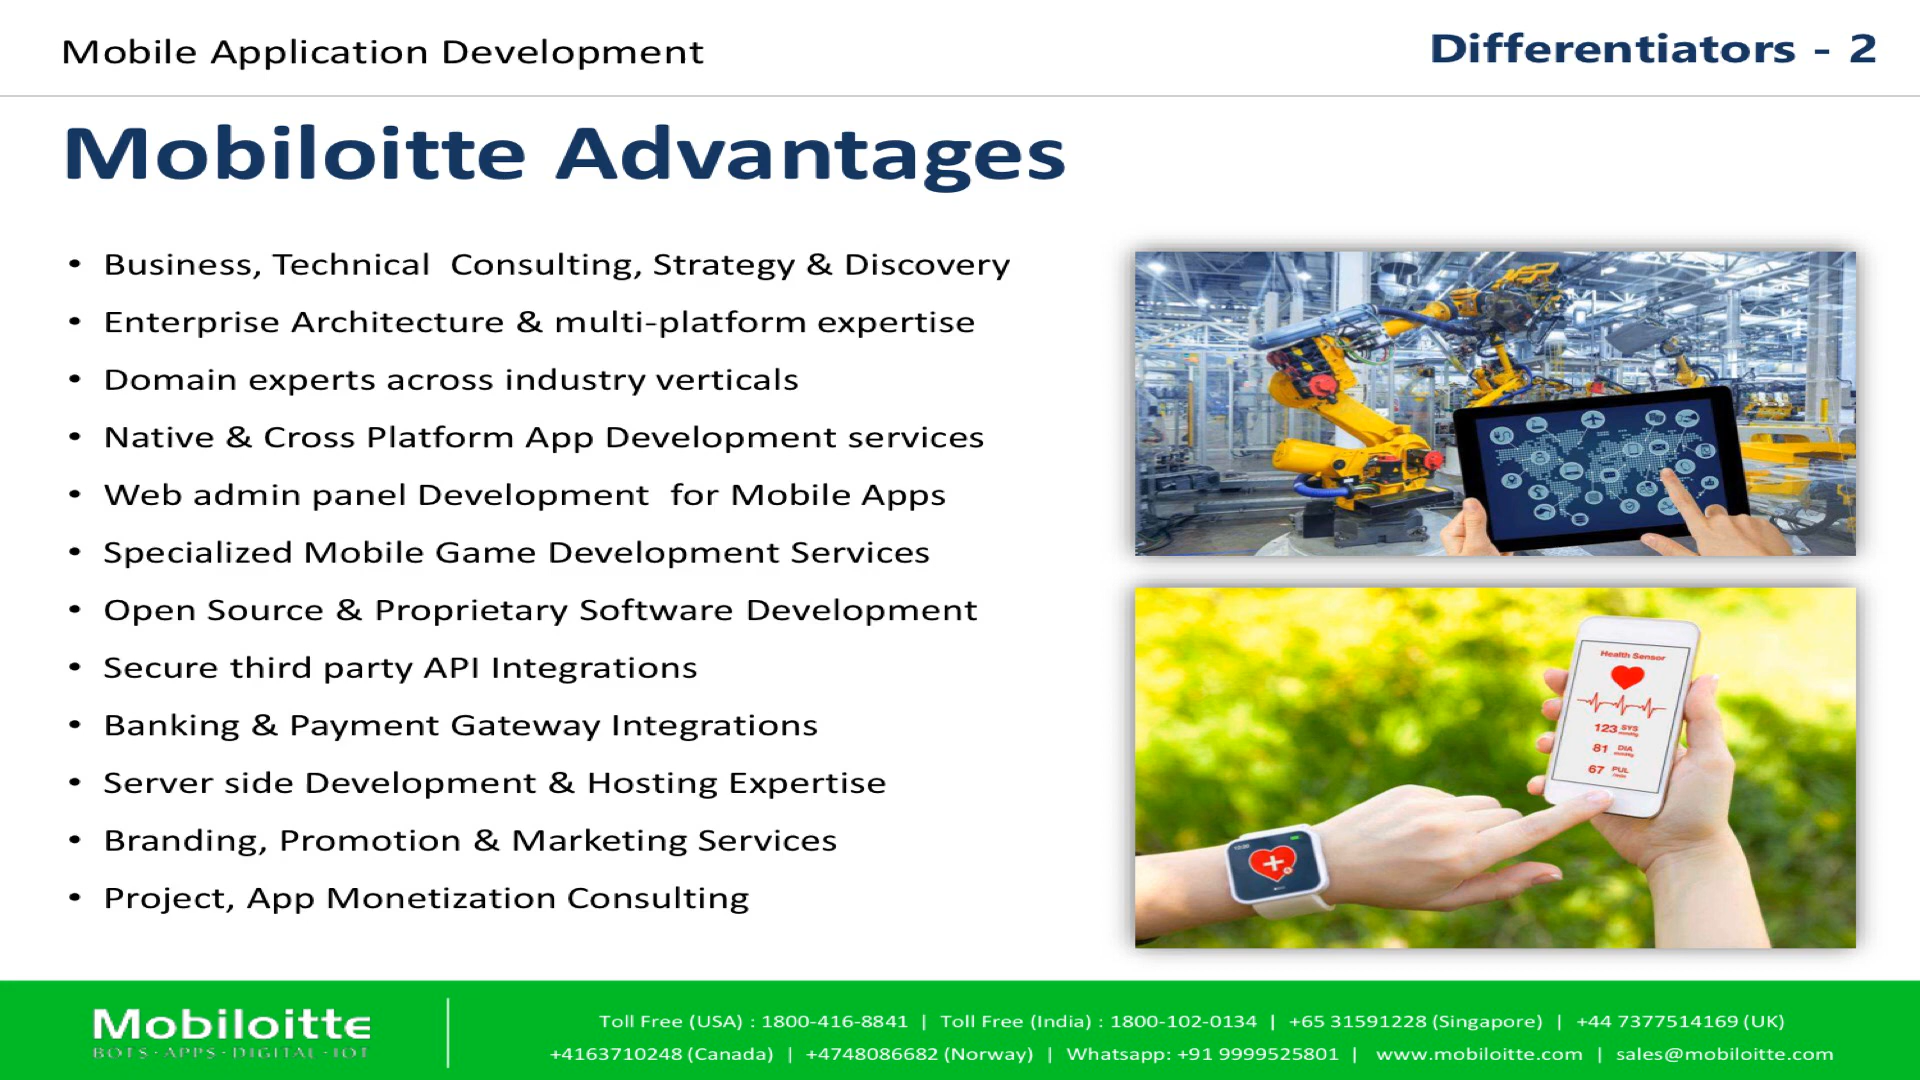 Mobile Application Development
Differentiators - 2
Mobiloitte Advantages
• Business, Technical Consulting, Strategy & Discovery
• Enterprise Architecture & multi-platform expertise
• Domain experts across industry verticals
• Native & Cross Platform App Development services
• Web admin panel Development for Mobile Apps
• Specialized Mobile Game Development Services
• Open Source & Proprietary Software Development
• Secure third party API Integrations
• Banking & Payment Gateway Integrations
• Server side Development & Hosting Expertise
• Branding, Promotion & Marketing Services
• Project, App Monetization Consulting
Health Sensor
123 SYS
81 DIA
67 PUL
Mobiloitte
BOTS · APPS · DIGITAL · IOT
Toll Free (USA) : 1800-416-8841 | Toll Free (India) : 1800-102-0134 | +65 31591228 (Singapore) | +44 7377514169 (UK)
+4163710248 (Canada) | +4748086682 (Norway) | Whatsapp: +91 9999525801 | www.mobiloitte.com | sales@mobiloitte.com